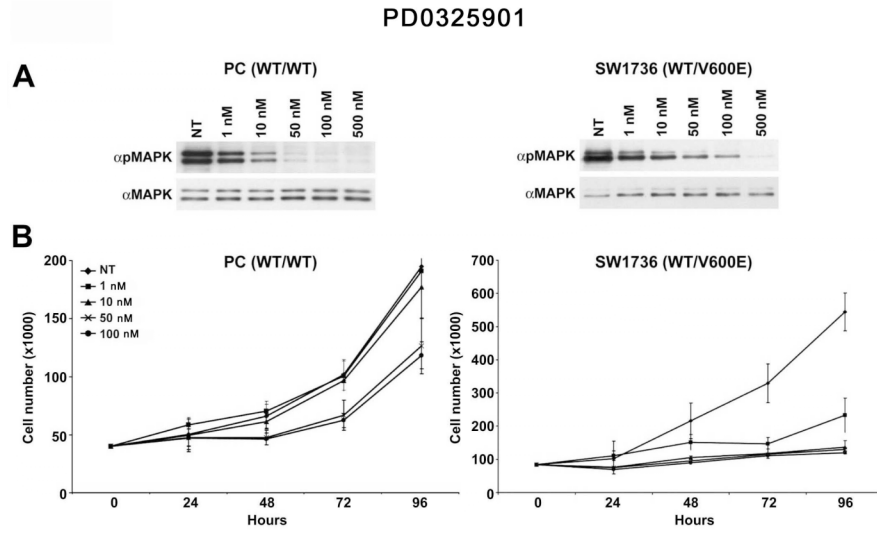 PD0325901
A
PC (WT/WT)
NT
1 nM
10 nM
50 nM
100 nM
500 nM
αpMAPK
αMAPK
SW1736 (WT/V600E)
NT
1 nM
10 nM
50 nM
100 nM
500 nM
αpMAPK
αMAPK
B
PC (WT/WT)
Cell number (x1000)
200
150
100
50
0
NT
1 nM
10 nM
50 nM
100 nM
0 24 48 72 96
Hours
SW1736 (WT/V600E)
Cell number (x1000)
700
600
500
400
300
200
100
0
0 24 48 72 96
Hours